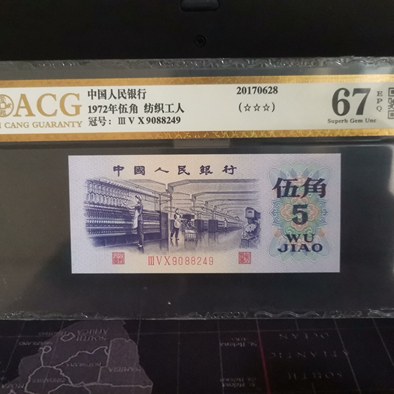 ACG
CANG GUARANTY
中国人民银行
1972年伍角 纺织工人
冠号: ⅢⅤⅩ9088249
20170628
(☆☆☆)
67
EPQ
Superb Gem Unc
中國人民銀行
伍角
5
WU
JIAO
ⅢⅤⅩ9088249